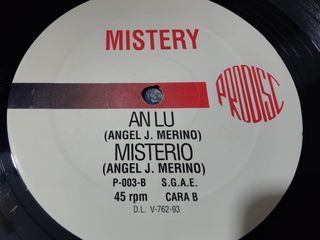 MISTERY
PRODISC
AN LU
(ANGEL J. MERINO)
MISTERIO
(ANGEL J. MERINO)
P-003-B S.G.A.E.
45 rpm CARA B
D.L. V-762-93